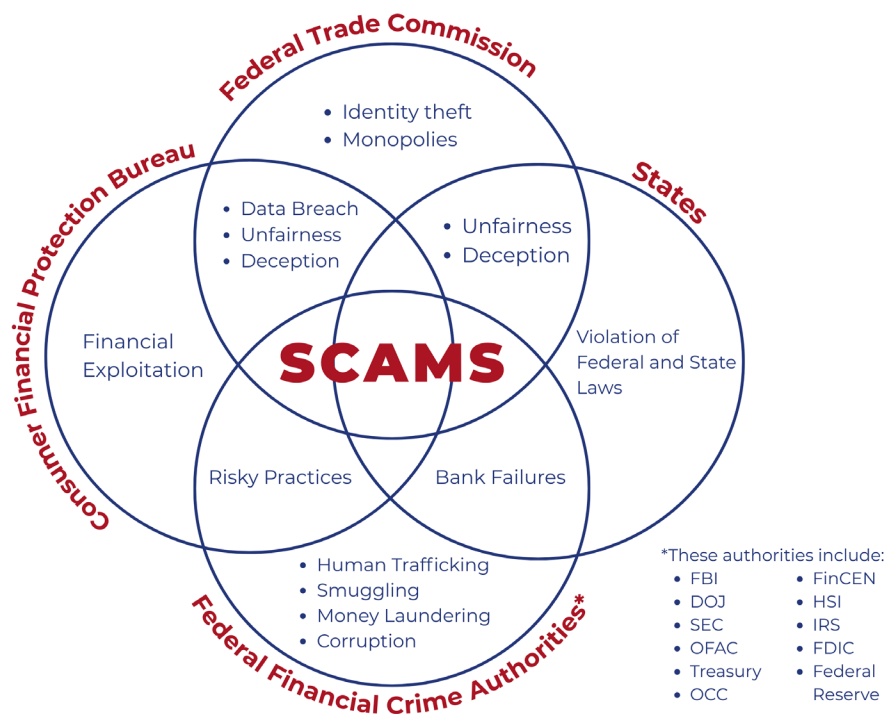 Federal Trade Commission
• Identity theft
• Monopolies
Consumer Financial Protection Bureau
States
• Data Breach
• Unfairness
• Deception
• Unfairness
• Deception
Financial
Exploitation
SCAMS
Violation of
Federal and State
Laws
Risky Practices
Bank Failures
• Human Trafficking
• Smuggling
• Money Laundering
• Corruption
Federal Financial Crime Authorities*
*These authorities include:
• FBI
• DOJ
• SEC
• OFAC
• Treasury
• OCC
• FinCEN
• HSI
• IRS
• FDIC
• Federal
Reserve